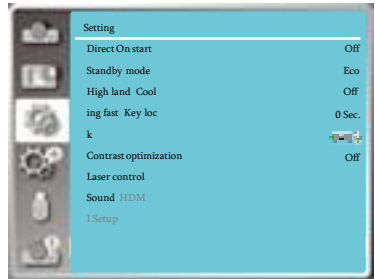 Setting
Direct On start Off
Standby mode Eco
High land Cool Off
ing fast Key loc 0 Sec.
k
Contrast optimization Off
Laser control
Sound HDM
I Setup